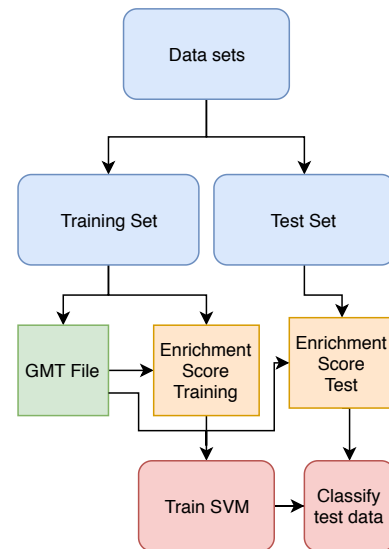 Data sets
Training Set
Test Set
GMT File
Enrichment
Score
Training
Enrichment
Score
Test
Train SVM
Classify
test data